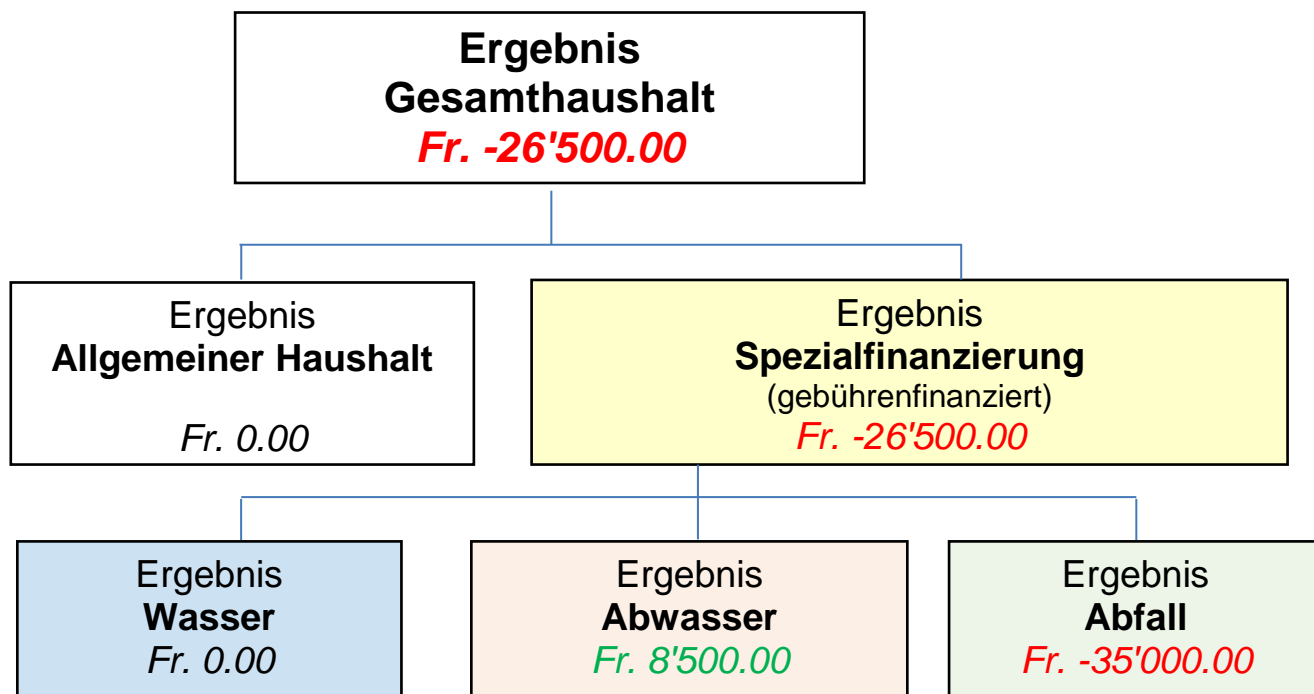 Ergebnis
Gesamthaushalt
Fr. -26'500.00
Ergebnis
Allgemeiner Haushalt
Fr. 0.00
Ergebnis
Spezialfinanzierung
(gebührenfinanziert)
Fr. -26'500.00
Ergebnis
Wasser
Fr. 0.00
Ergebnis
Abwasser
Fr. 8'500.00
Ergebnis
Abfall
Fr. -35'000.00